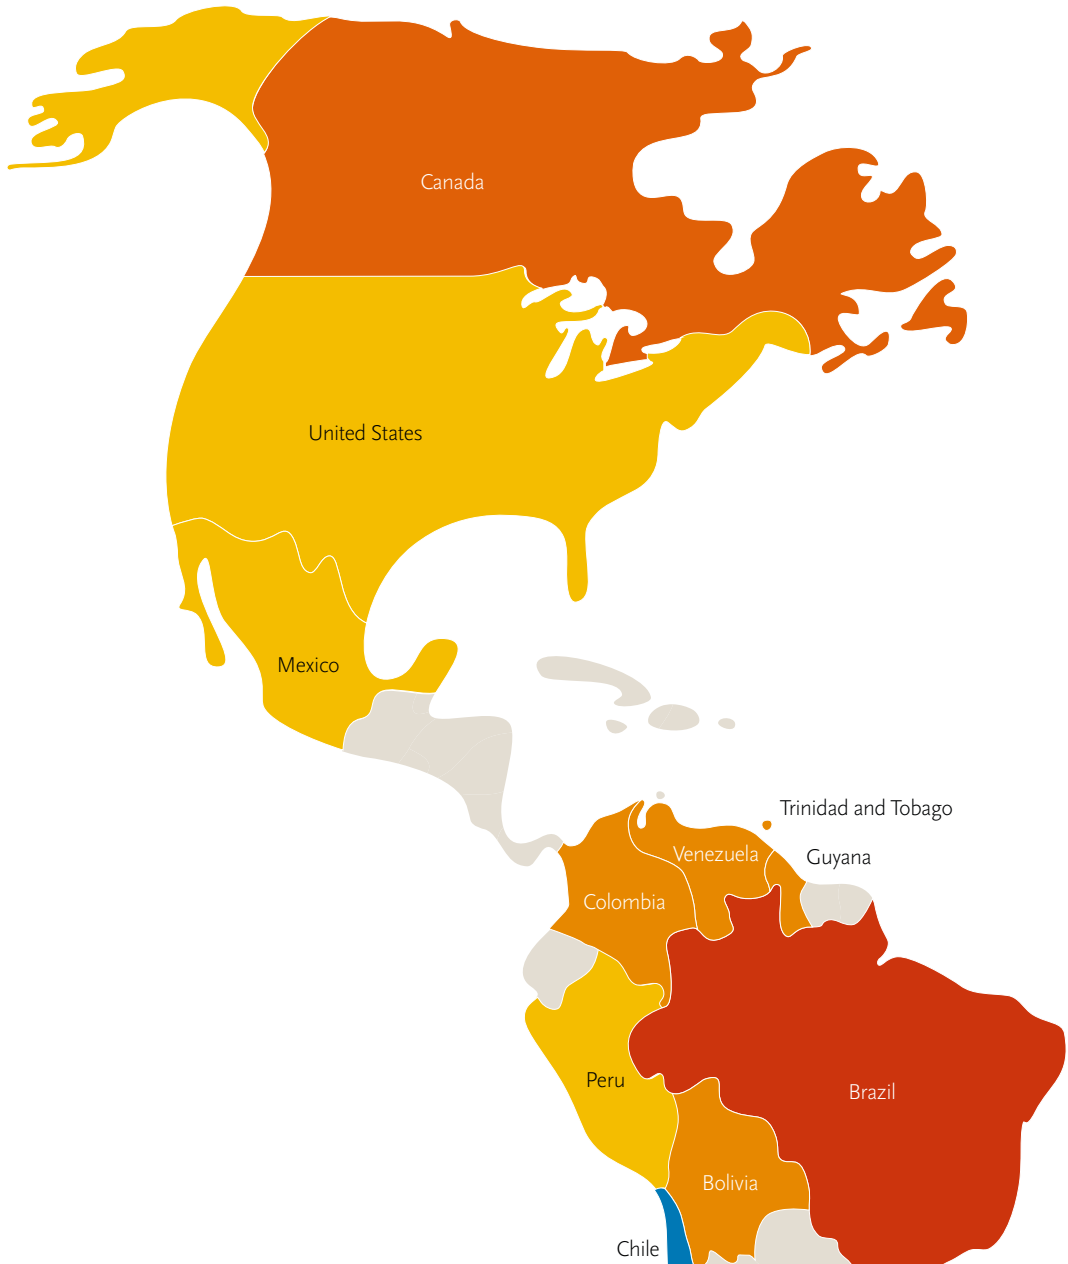 Canada
United States
Mexico
Trinidad and Tobago
Venezuela
Guyana
Colombia
Peru
Brazil
Bolivia
Chile